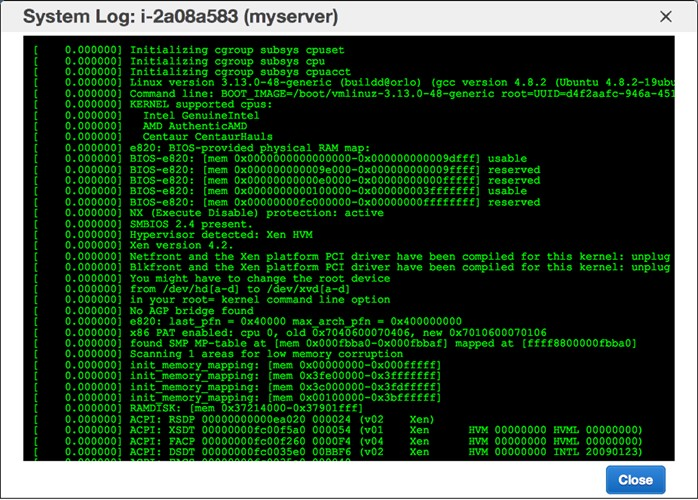 System Log: i-2a08a583 (myserver)
[    0.000000] Initializing cgroup subsys cpuset
[    0.000000] Initializing cgroup subsys cpu
[    0.000000] Initializing cgroup subsys cpuacct
[    0.000000] Linux version 3.13.0-48-generic (buildd@orlo) (gcc version 4.8.2 (Ubuntu 4.8.2-19ubu
[    0.000000] Command line: BOOT_IMAGE=/boot/vmlinuz-3.13.0-48-generic root=UUID=d4f2aafc-946a-451
[    0.000000] KERNEL supported cpus:
[    0.000000]   Intel GenuineIntel
[    0.000000]   AMD AuthenticAMD
[    0.000000]   Centaur CentaurHauls
[    0.000000] e820: BIOS-provided physical RAM map:
[    0.000000] BIOS-e820: [mem 0x0000000000000000-0x000000000009dfff] usable
[    0.000000] BIOS-e820: [mem 0x000000000009e000-0x000000000009ffff] reserved
[    0.000000] BIOS-e820: [mem 0x00000000000e0000-0x00000000000fffff] reserved
[    0.000000] BIOS-e820: [mem 0x0000000000100000-0x000000003fffffff] usable
[    0.000000] BIOS-e820: [mem 0x00000000fc000000-0x00000000ffffffff] reserved
[    0.000000] NX (Execute Disable) protection: active
[    0.000000] SMBIOS 2.4 present.
[    0.000000] Hypervisor detected: Xen HVM
[    0.000000] Xen version 4.2.
[    0.000000] Netfront and the Xen platform PCI driver have been compiled for this kernel: unplug
[    0.000000] Blkfront and the Xen platform PCI driver have been compiled for this kernel: unplug
[    0.000000] You might have to change the root device
[    0.000000] from /dev/hd[a-d] to /dev/xvd[a-d]
[    0.000000] in your root= kernel command line option
[    0.000000] No AGP bridge found
[    0.000000] e820: last_pfn = 0x40000 max_arch_pfn = 0x400000000
[    0.000000] x86 PAT enabled: cpu 0, old 0x7040600070406, new 0x7010600070106
[    0.000000] found SMP MP-table at [mem 0x000fbba0-0x000fbbaf] mapped at [ffff8800000fbba0]
[    0.000000] Scanning 1 areas for low memory corruption
[    0.000000] init_memory_mapping: [mem 0x00000000-0x000fffff]
[    0.000000] init_memory_mapping: [mem 0x3fe00000-0x3fffffff]
[    0.000000] init_memory_mapping: [mem 0x3c000000-0x3fdfffff]
[    0.000000] init_memory_mapping: [mem 0x00100000-0x3bffffff]
[    0.000000] RAMDISK: [mem 0x37214000-0x37901fff]
[    0.000000] ACPI: RSDP 00000000000ea020 000024 (v02    Xen)
[    0.000000] ACPI: XSDT 00000000fc00f5a0 000054 (v01    Xen      HVM 00000000 HVML 00000000)
[    0.000000] ACPI: FACP 00000000fc00f260 0000F4 (v04    Xen      HVM 00000000 HVML 00000000)
[    0.000000] ACPI: DSDT 00000000fc0035e0 00BBF6 (v02    Xen      HVM 00000000 INTL 20090123)
Close